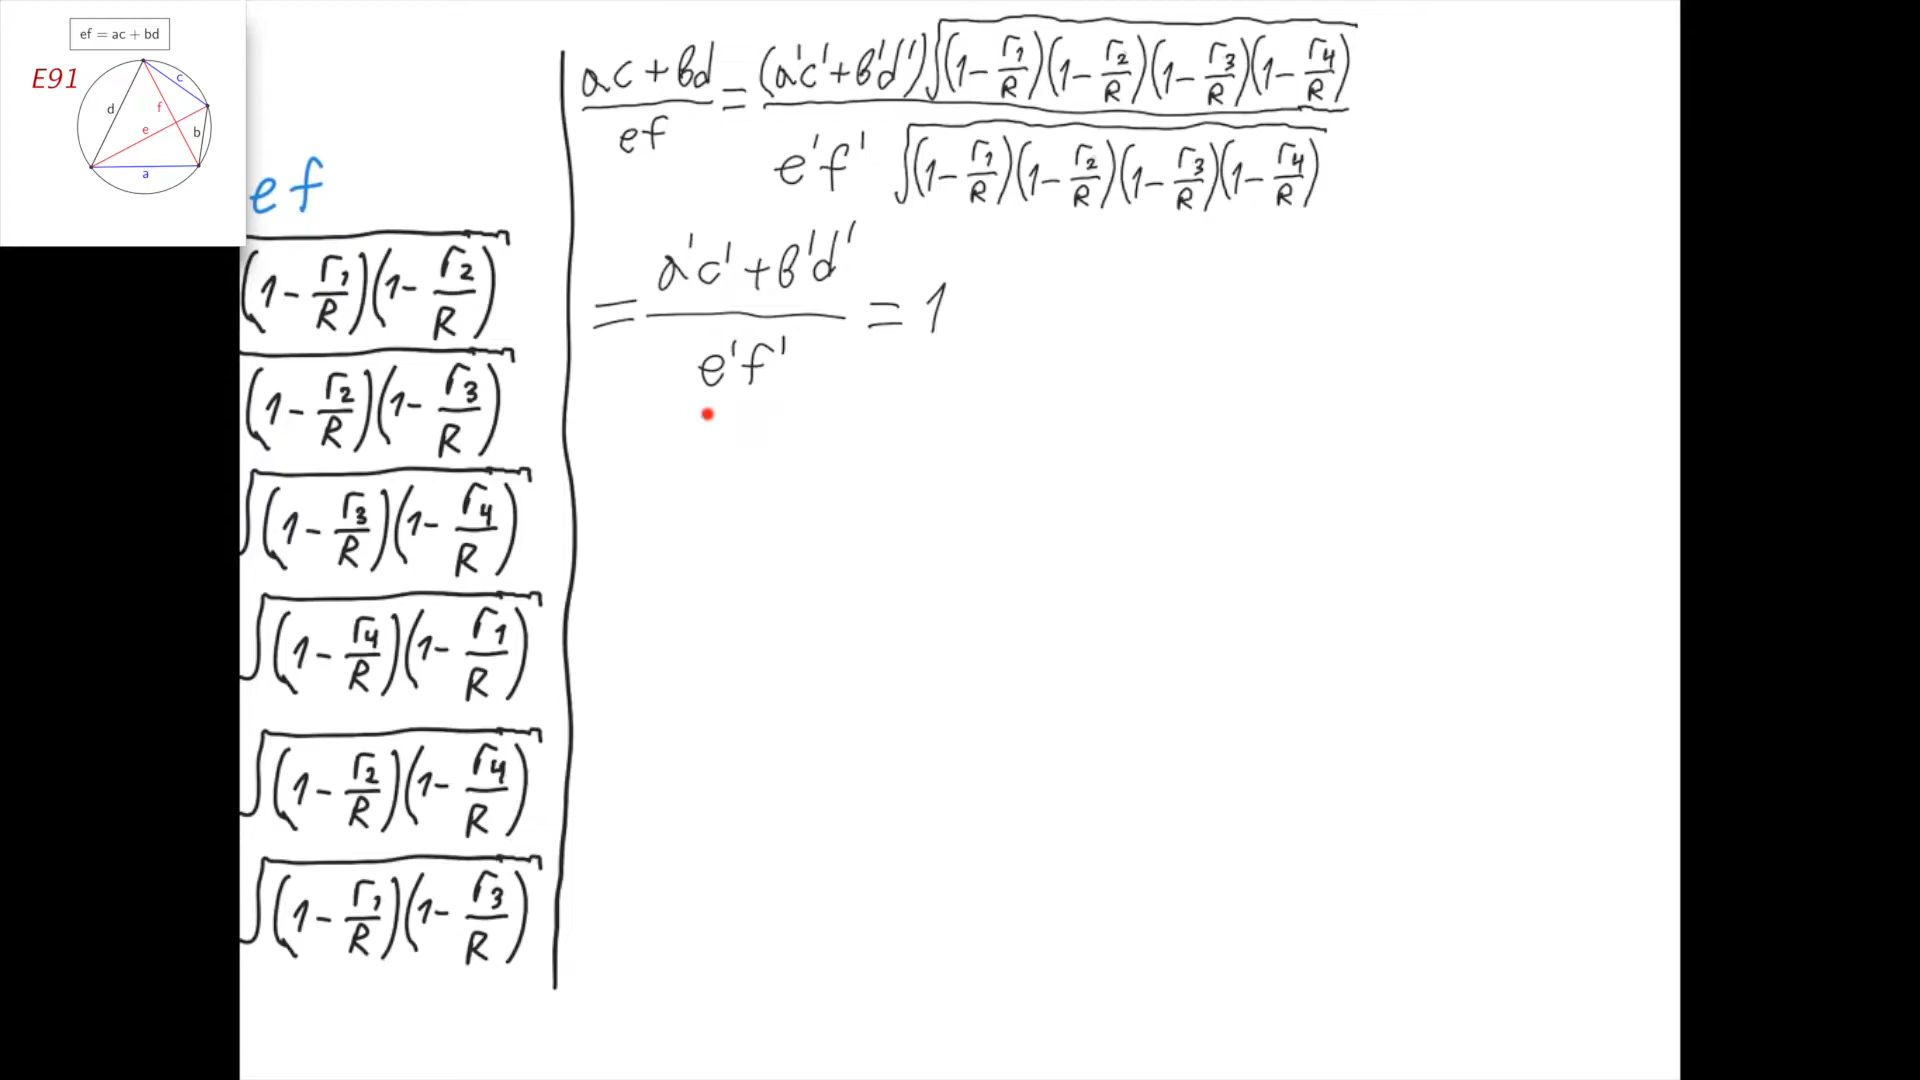 ef = ac + bd
E91
c
d
f
e
b
a
ef
(1 - r₁/R)(1 - r₂/R)
(1 - r₂/R)(1 - r₃/R)
√(1 - r₃/R)(1 - r₄/R)
√(1 - r₄/R)(1 - r₁/R)
√(1 - r₂/R)(1 - r₄/R)
√(1 - r₁/R)(1 - r₃/R)
(ac + bd)/(ef) = ((a'c' + b'd')√(1 - r₁/R)(1 - r₂/R)(1 - r₃/R)(1 - r₄/R))/(e'f' √(1 - r₁/R)(1 - r₂/R)(1 - r₃/R)(1 - r₄/R))
= (a'c' + b'd')/(e'f') = 1